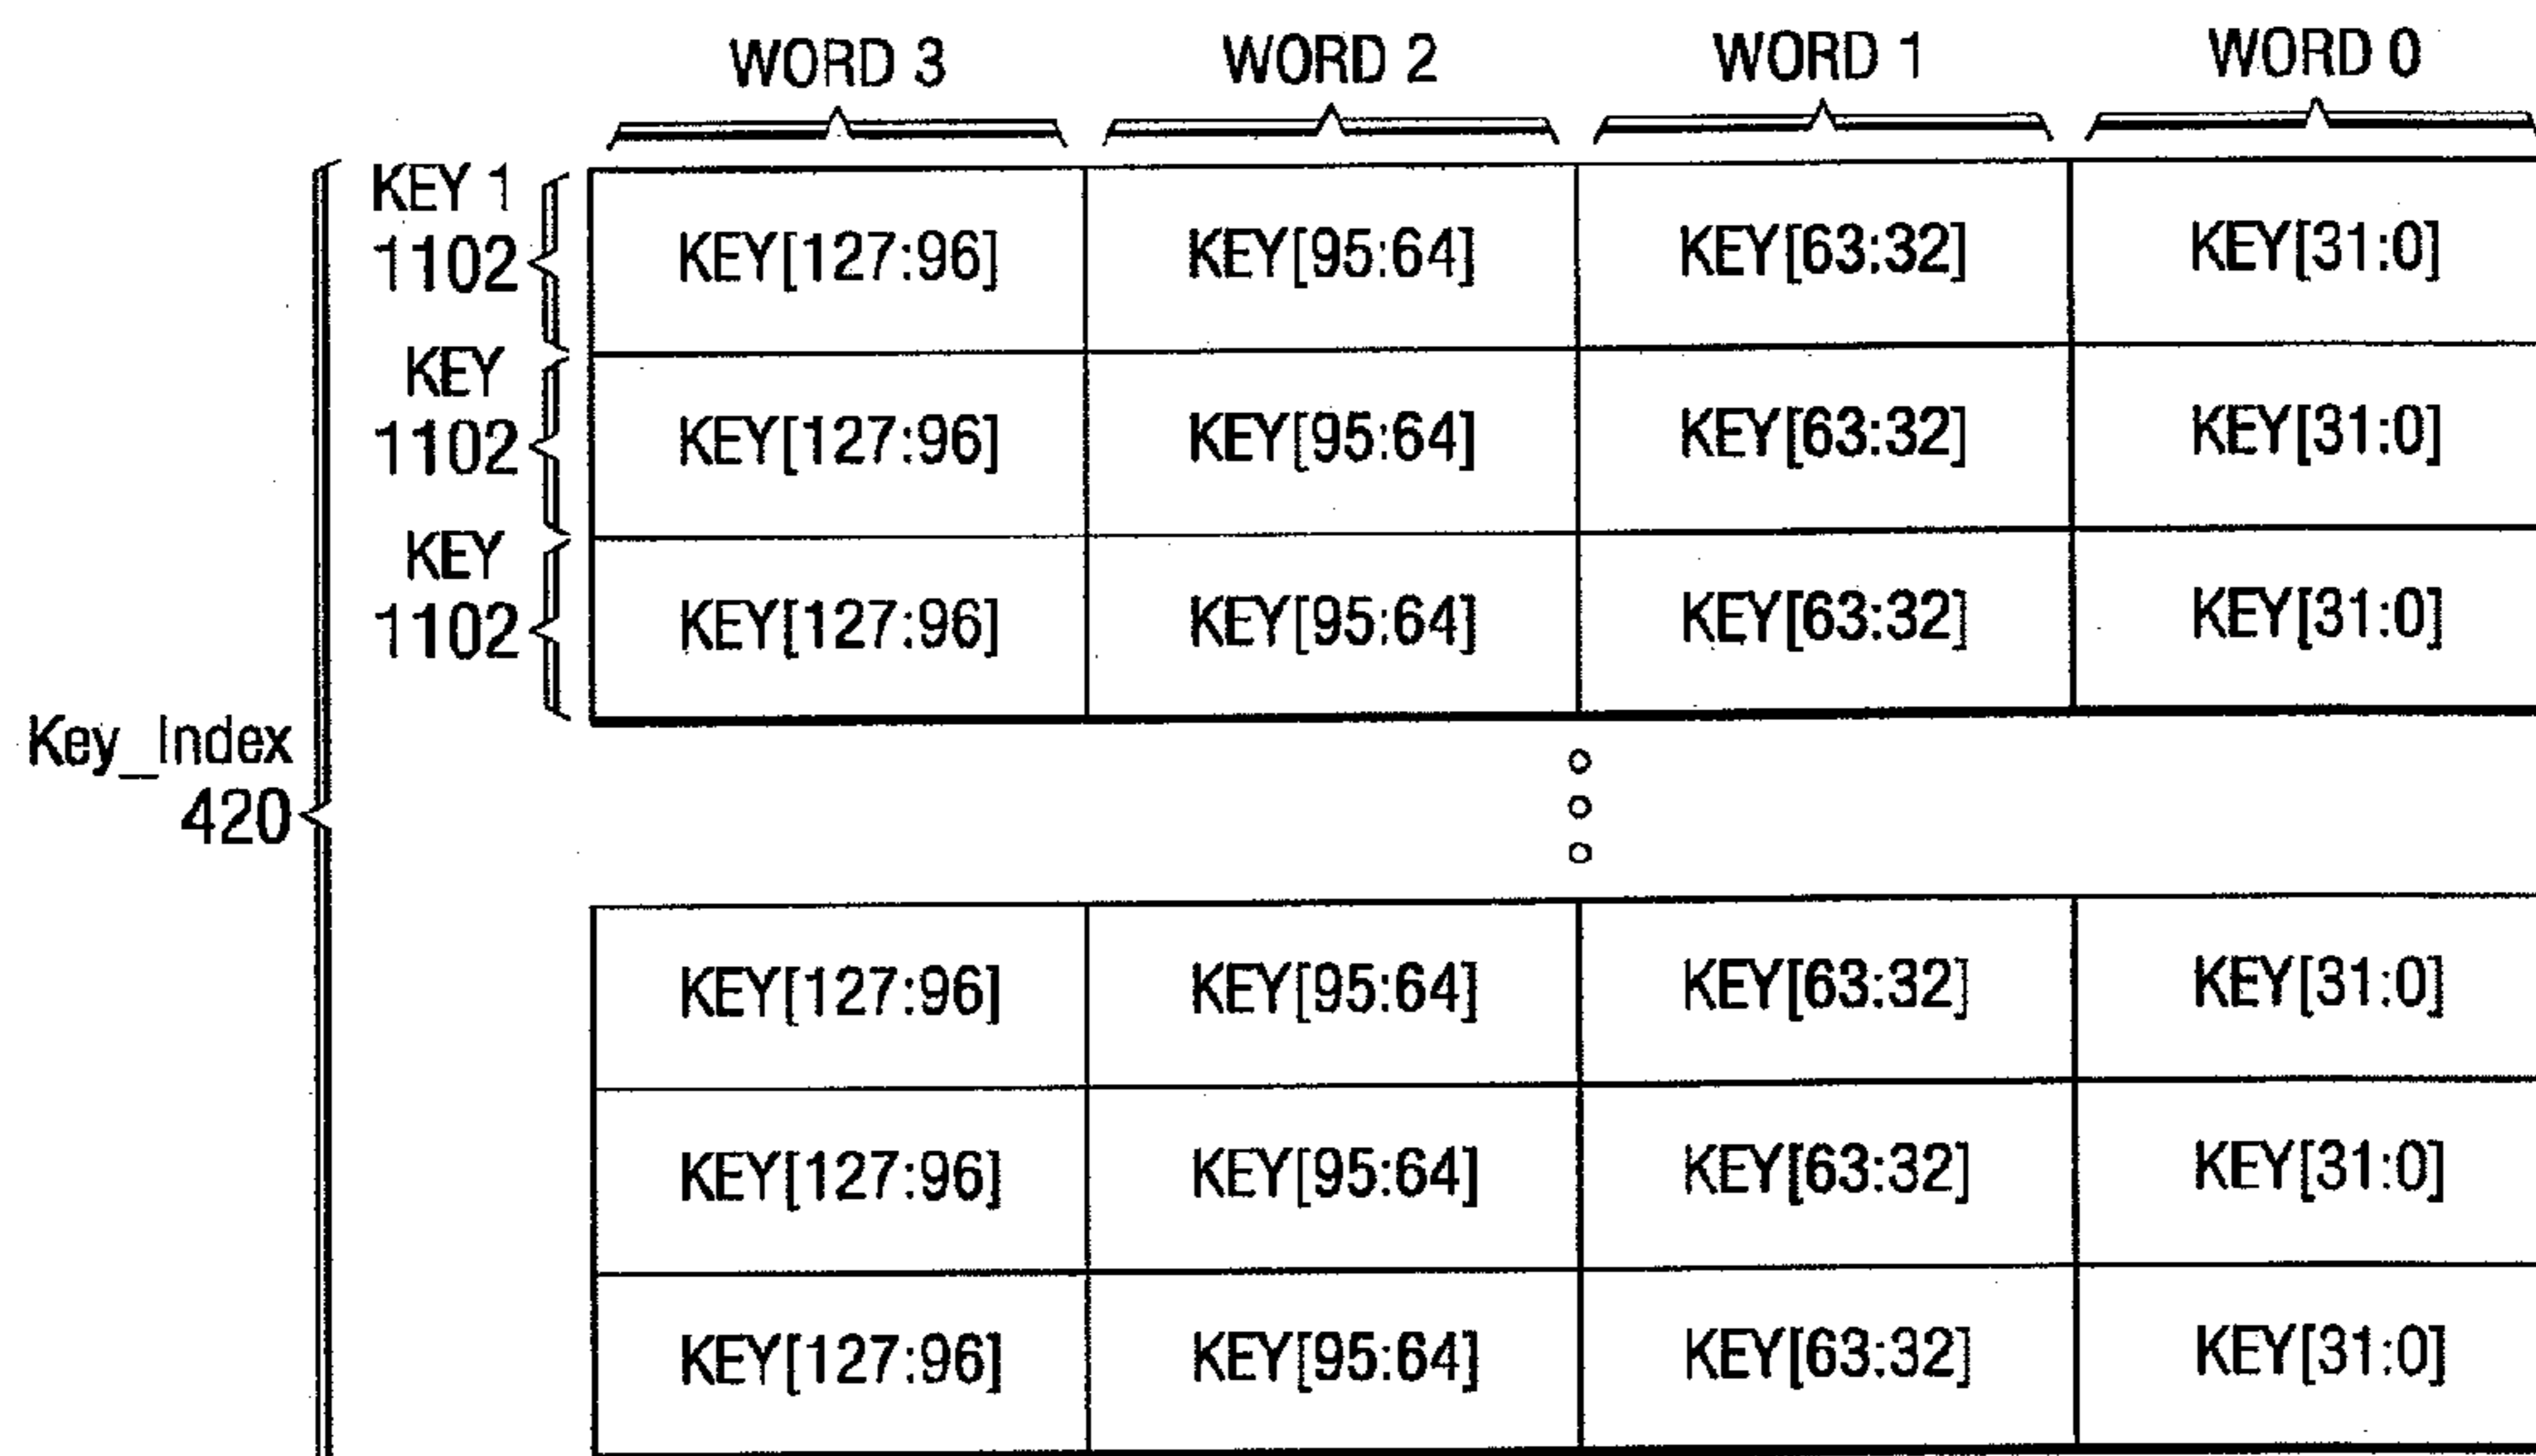 WORD 3 WORD 2 WORD 1 WORD 0
KEY 1
1102 KEY[127:96] KEY[95:64] KEY[63:32] KEY[31:0]
KEY
1102 KEY[127:96] KEY[95:64] KEY[63:32] KEY[31:0]
KEY
1102 KEY[127:96] KEY[95:64] KEY[63:32] KEY[31:0]
Key_Index
420
KEY[127:96] KEY[95:64] KEY[63:32] KEY[31:0]
KEY[127:96] KEY[95:64] KEY[63:32] KEY[31:0]
KEY[127:96] KEY[95:64] KEY[63:32] KEY[31:0]